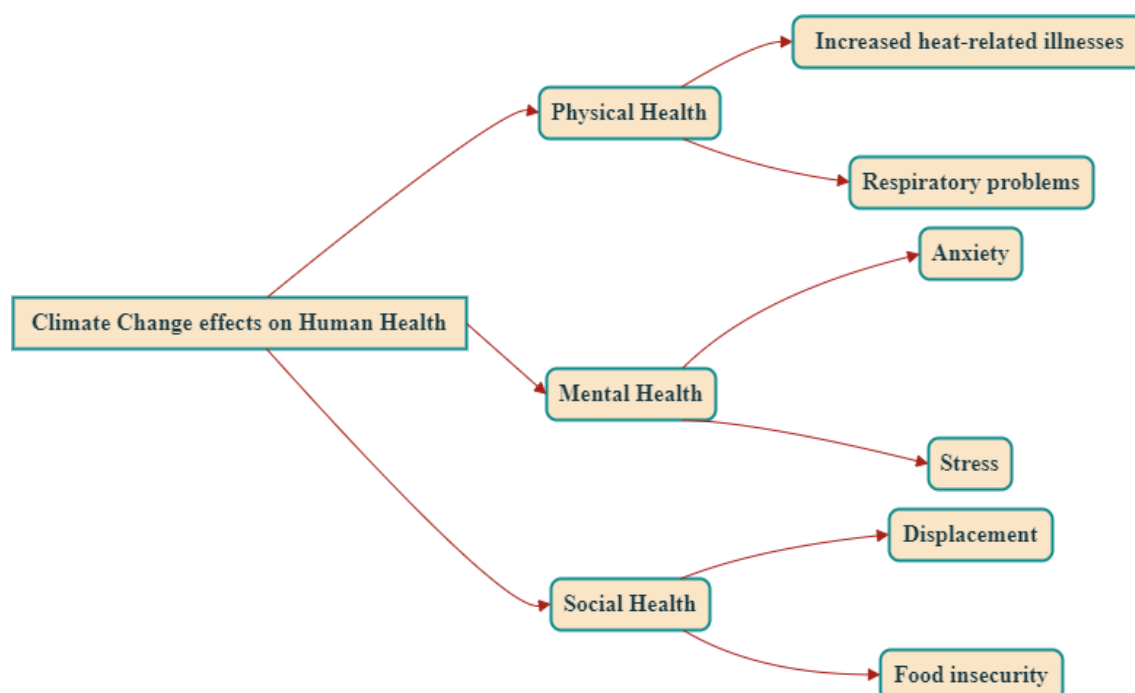 Increased heat-related illnesses
Physical Health
Respiratory problems
Anxiety
Climate Change effects on Human Health
Mental Health
Stress
Displacement
Social Health
Food insecurity